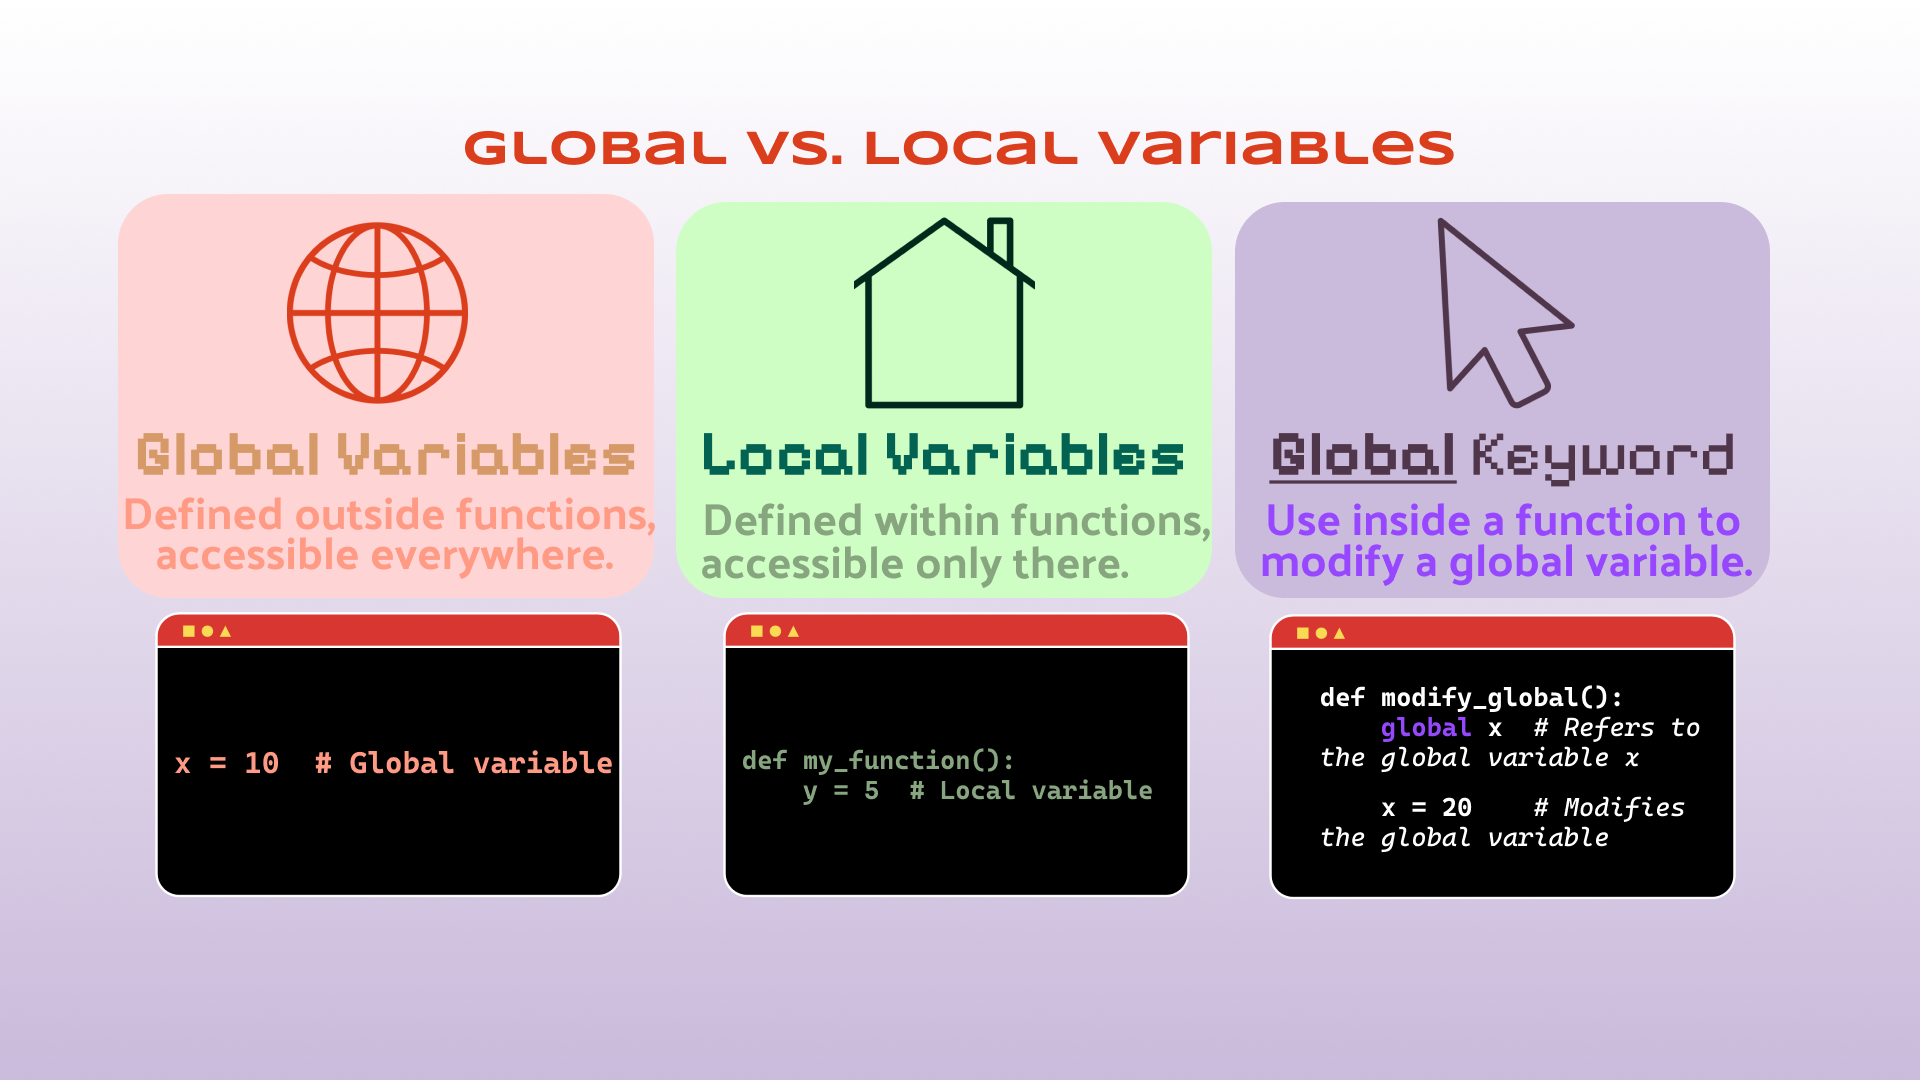 Global vs. Local Variables
Global Variables
Defined outside functions,
accessible everywhere.
x = 10  # Global variable
Local Variables
Defined within functions,
accessible only there.
def my_function():
    y = 5  # Local variable
Global Keyword
Use inside a function to
modify a global variable.
def modify_global():
    global x  # Refers to
the global variable x
    x = 20    # Modifies
the global variable